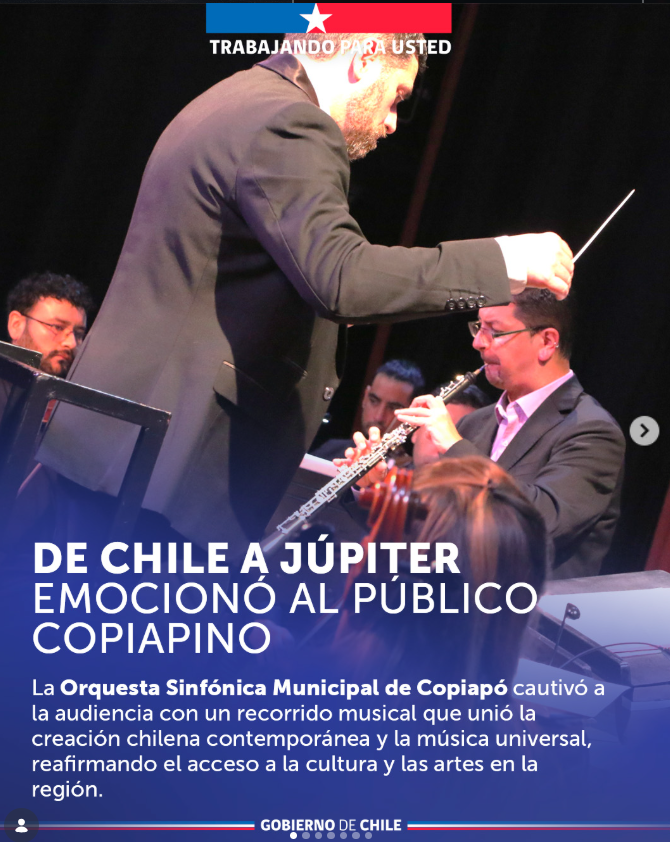 TRABAJANDO PARA USTED
DE CHILE A JÚPITER
EMOCIONÓ AL PÚBLICO
COPIAPINO
La Orquesta Sinfónica Municipal de Copiapó cautivó a
la audiencia con un recorrido musical que unió la
creación chilena contemporánea y la música universal,
reafirmando el acceso a la cultura y las artes en la
región.
GOBIERNO DE CHILE